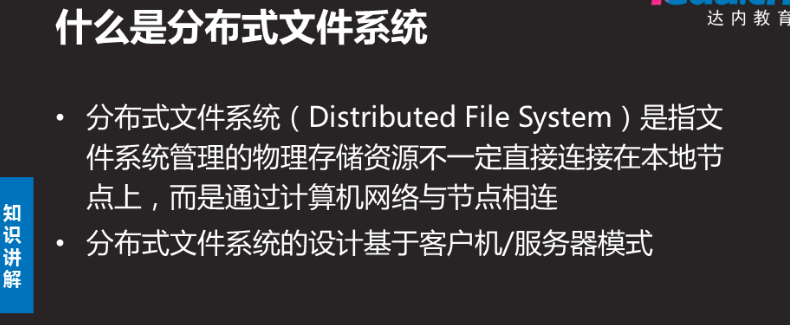 什么是分布式文件系统
达内教育
• 分布式文件系统（Distributed File System）是指文
件系统管理的物理存储资源不一定直接连接在本地节
点上，而是通过计算机网络与节点相连
• 分布式文件系统的设计基于客户机/服务器模式
知识讲解